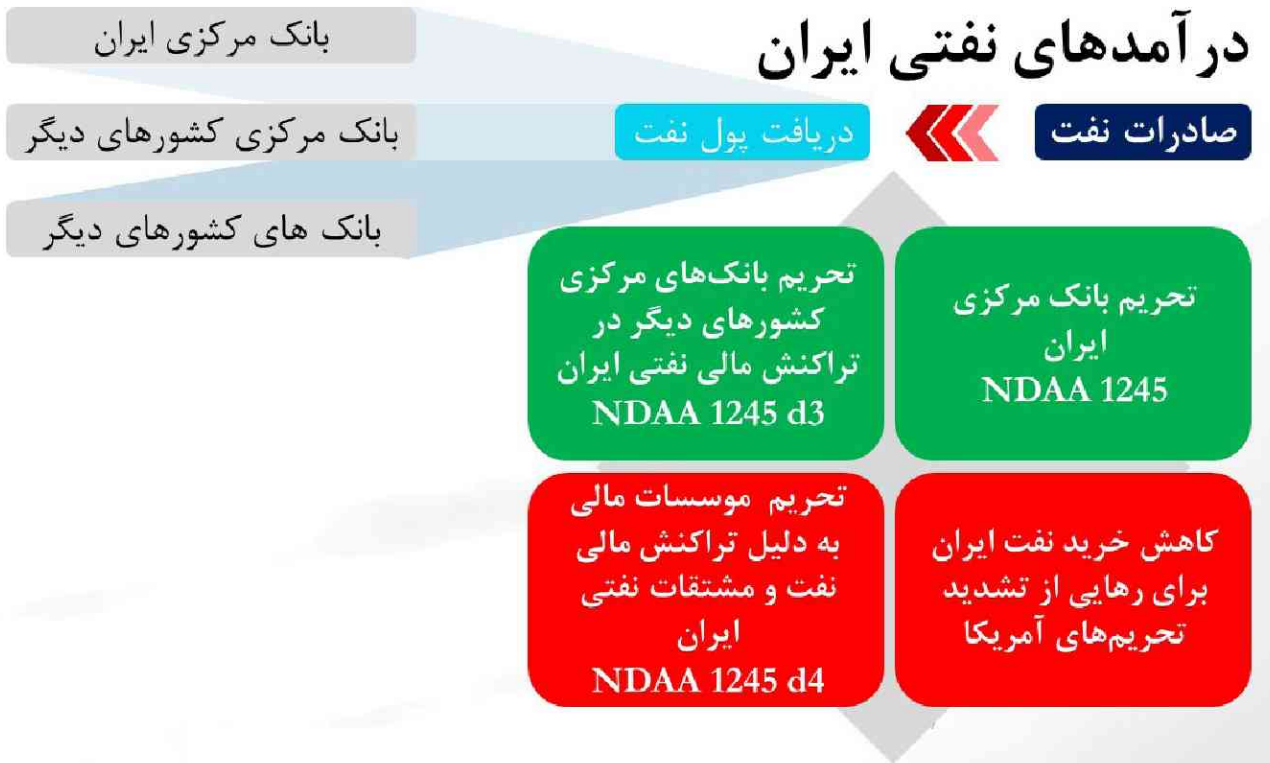 درآمدهای نفتی ایران
صادرات نفت
دریافت پول نفت
بانک مرکزی ایران
بانک مرکزی کشورهای دیگر
بانک های کشورهای دیگر
تحریم بانک مرکزی
ایران
NDAA 1245
تحریم بانک‌های مرکزی
کشورهای دیگر در
تراکنش مالی نفتی ایران
NDAA 1245 d3
کاهش خرید نفت ایران
برای رهایی از تشدید
تحریم‌های آمریکا
تحریم موسسات مالی
به دلیل تراکنش مالی
نفت و مشتقات نفتی
ایران
NDAA 1245 d4